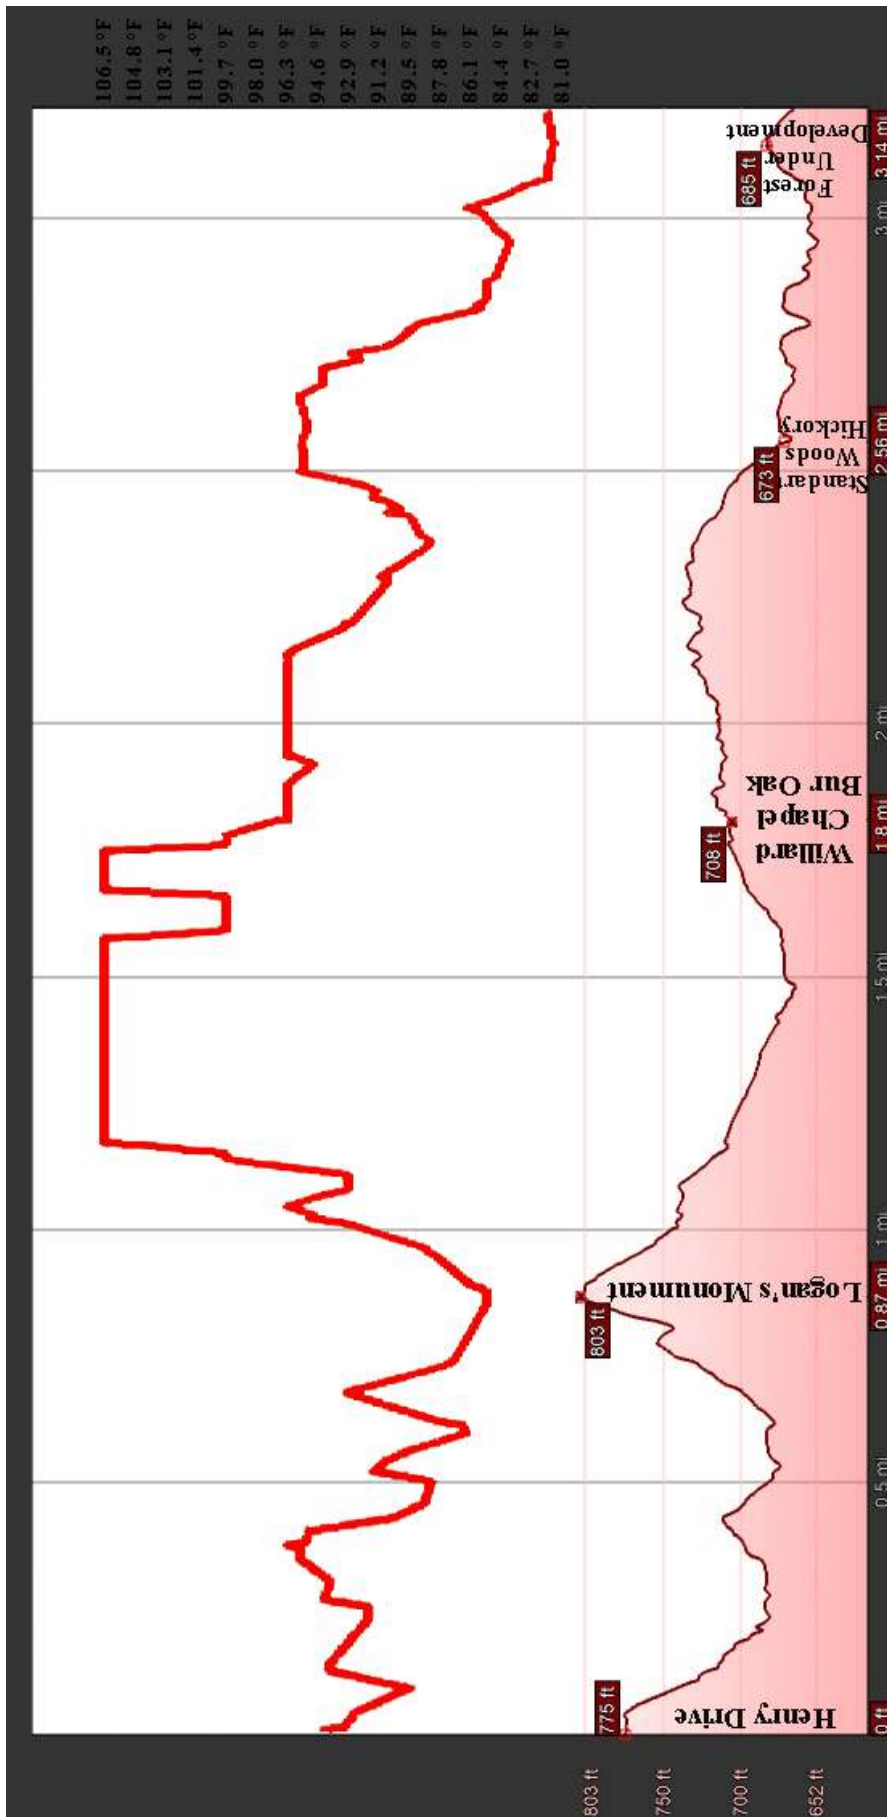 106.5 °F
104.8 °F
103.1 °F
101.4 °F
99.7 °F
98.0 °F
96.3 °F
94.6 °F
92.9 °F
91.2 °F
89.5 °F
87.8 °F
86.1 °F
84.4 °F
82.7 °F
81.0 °F
803 ft
750 ft
700 ft
652 ft
775 ft
803 ft
708 ft
673 ft
685 ft
Henry Drive
Logan's Monument
Willard
Chapel
Bur Oak
Standart
Woods
Hickory
Forest
Under
Development
0 ft
0.5 mi
0.87 mi
1 mi
1.5 mi
1.8 mi
2 mi
2.56 mi
3 mi
3.14 mi